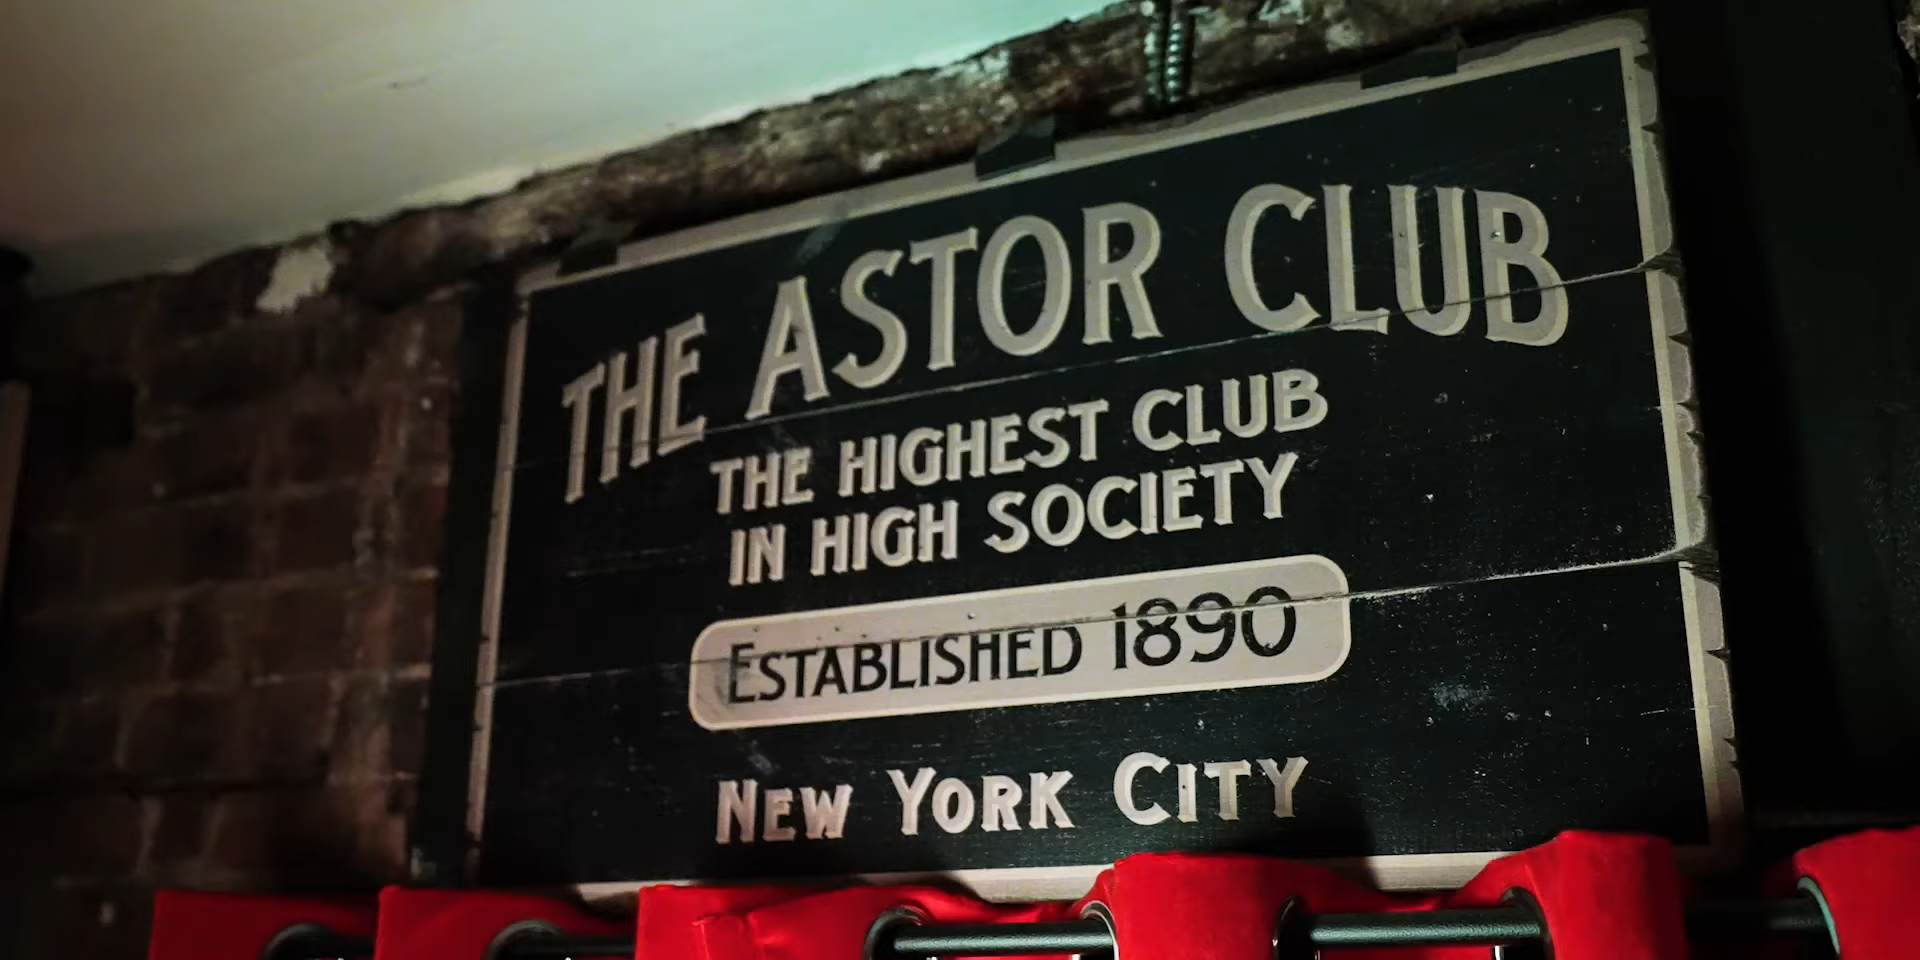 THE ASTOR CLUB
THE HIGHEST CLUB
IN HIGH SOCIETY
ESTABLISHED 1890
NEW YORK CITY